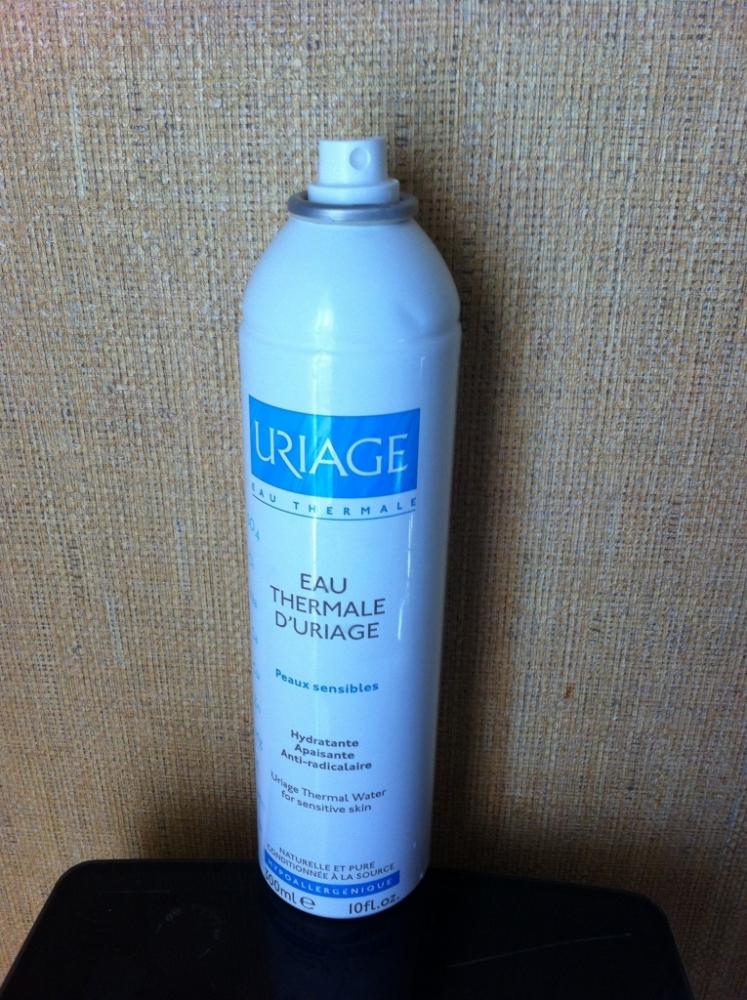 URIAGE
EAU THERMALE
EAU
THERMALE
D'URIAGE
Peaux sensibles
Hydratante
Apaisante
Anti-radicalaire
Uriage Thermal Water
for sensitive skin
NATURELLE ET PURE
CONDITIONNÉE À LA SOURCE
HYPOALLERGÉNIQUE
300ml e 10fl.oz.